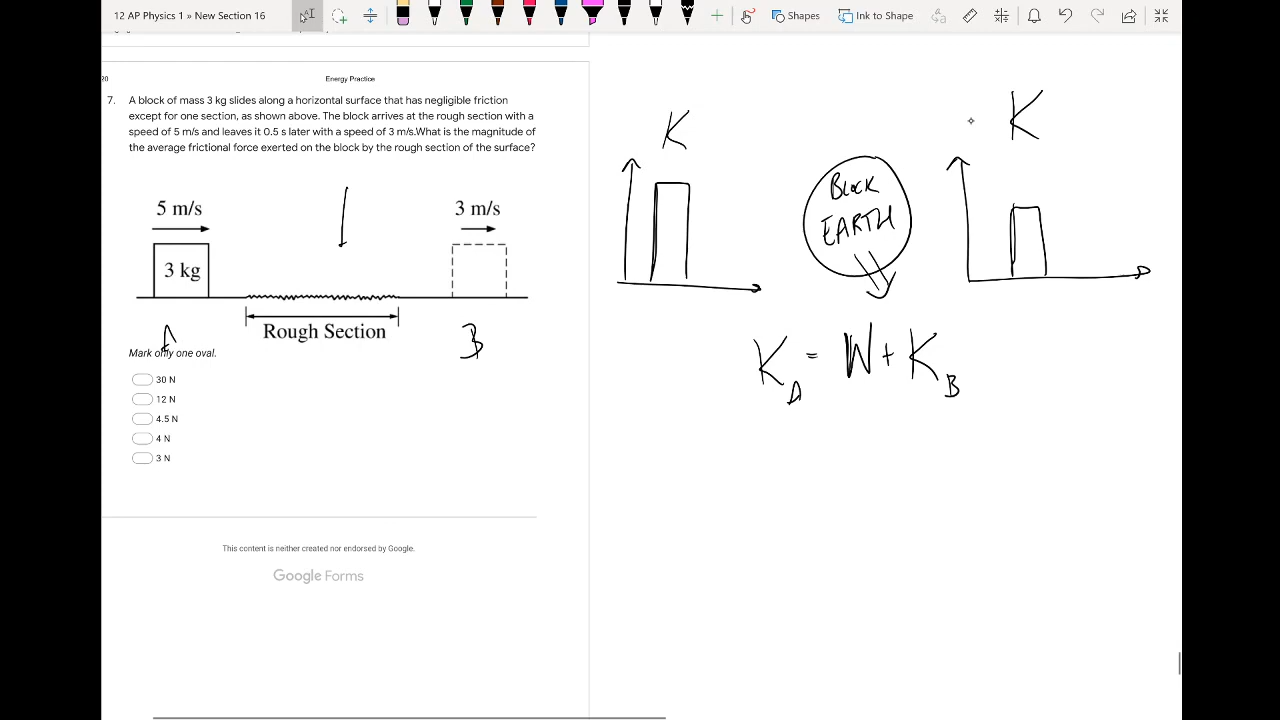 12 AP Physics 1 » New Section 16
Shapes
Ink to Shape
20
Energy Practice
7. A block of mass 3 kg slides along a horizontal surface that has negligible friction
except for one section, as shown above. The block arrives at the rough section with a
speed of 5 m/s and leaves it 0.5 s later with a speed of 3 m/s.What is the magnitude of
the average frictional force exerted on the block by the rough section of the surface?
5 m/s
3 m/s
3 kg
Rough Section
A
B
Mark only one oval.
30 N
12 N
4.5 N
4 N
3 N
This content is neither created nor endorsed by Google.
Google Forms
K
Block
EARTH
K
K_A = W + K_B